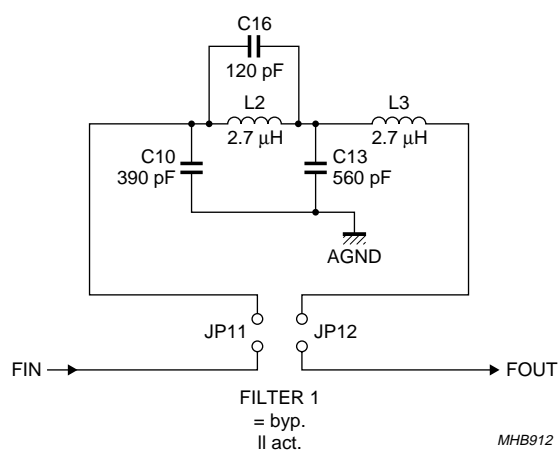 C16
120 pF
L2
2.7 μH
L3
2.7 μH
C10
390 pF
C13
560 pF
AGND
JP11
JP12
FIN
FOUT
FILTER 1
= byp.
II act.
MHB912